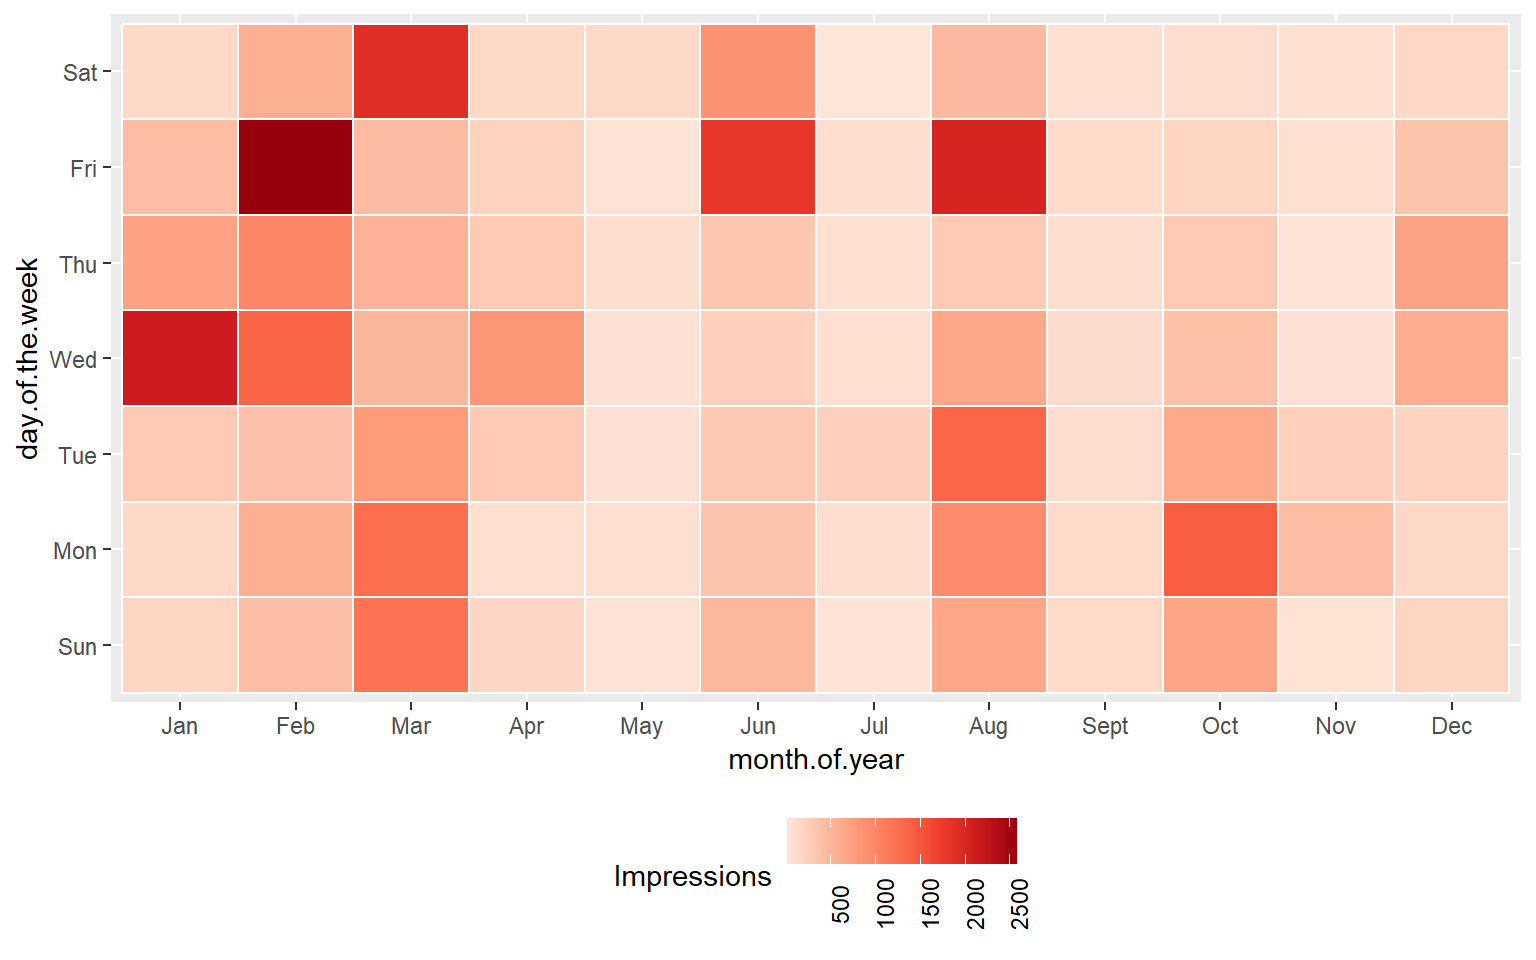 Sat
Fri
Thu
Wed
Tue
Mon
Sun
day.of.the.week
Jan Feb Mar Apr May Jun Jul Aug Sept Oct Nov Dec
month.of.year
Impressions
500 1000 1500 2000 2500